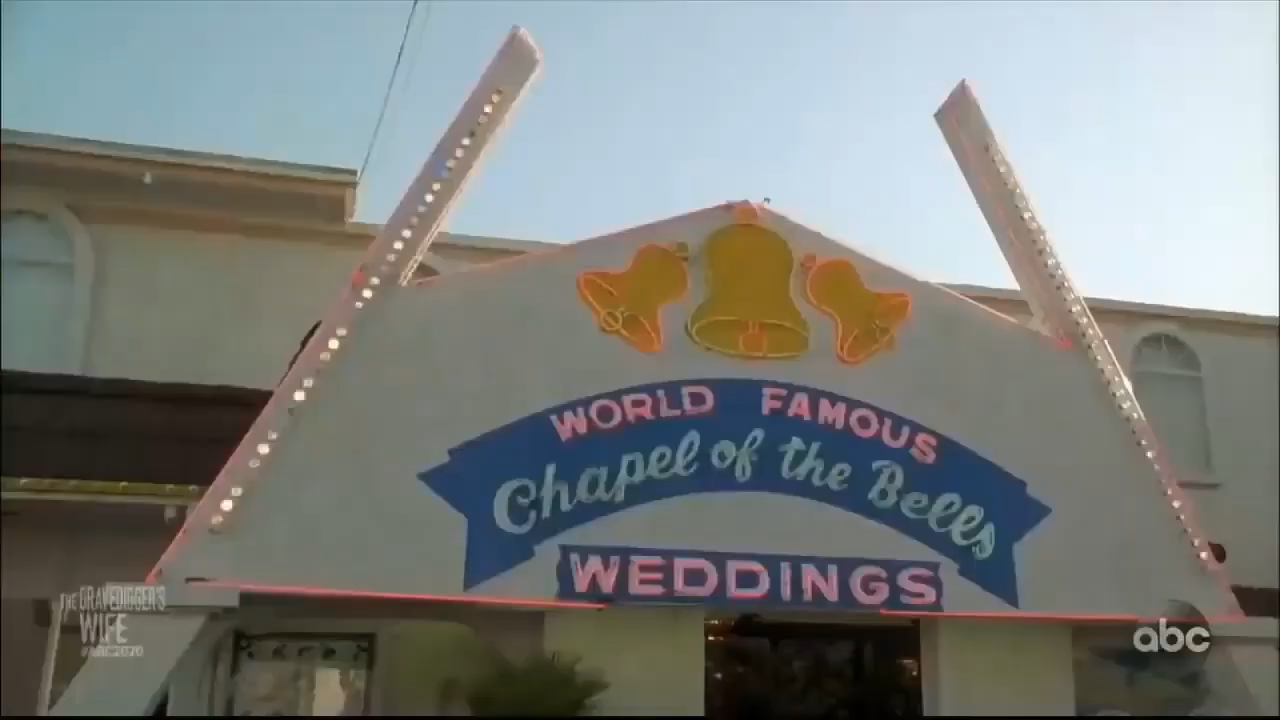 WORLD FAMOUS
Chapel of the Bells
WEDDINGS
THE GRAVEDIGGER'S
WIFE
#ABC2020
abc